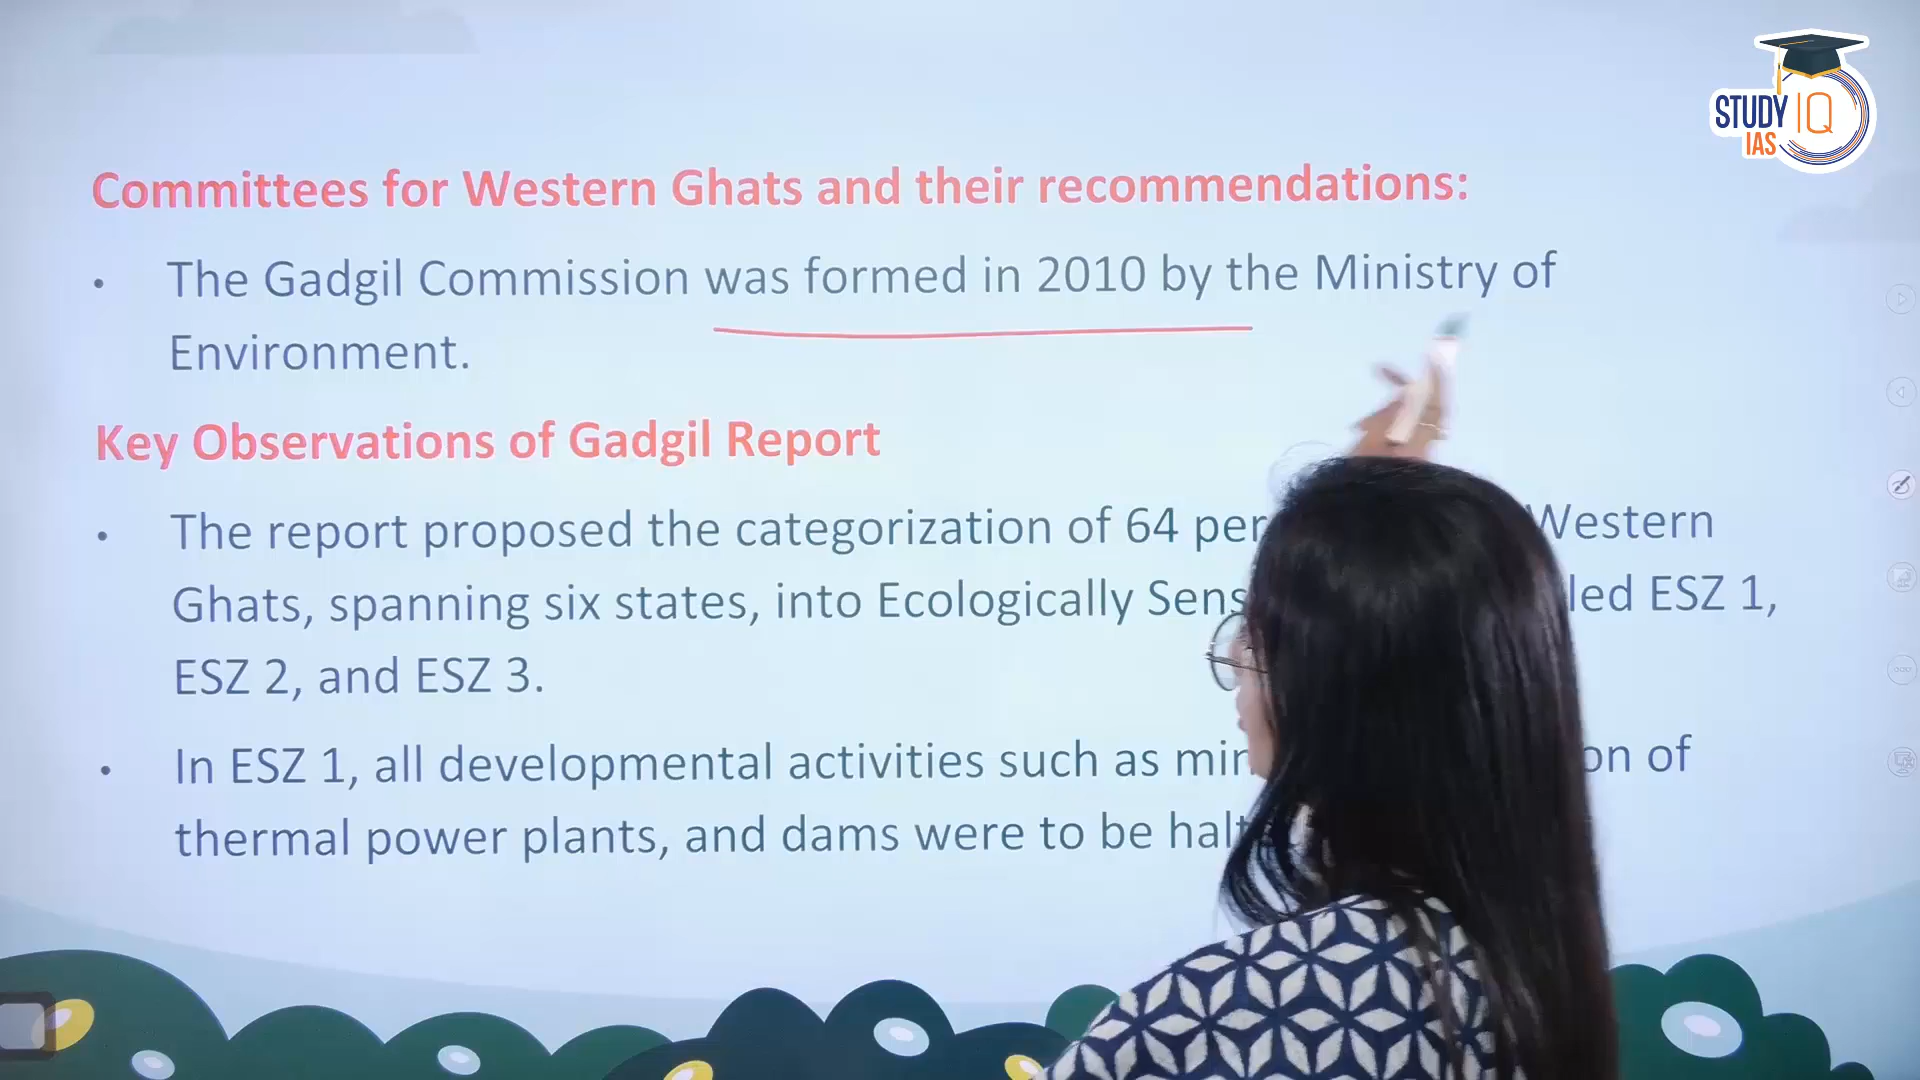 STUDY IQ
IAS
Committees for Western Ghats and their recommendations:
• The Gadgil Commission was formed in 2010 by the Ministry of
Environment.
Key Observations of Gadgil Report
• The report proposed the categorization of 64 per Western
Ghats, spanning six states, into Ecologically Sens led ESZ 1,
ESZ 2, and ESZ 3.
• In ESZ 1, all developmental activities such as min on of
thermal power plants, and dams were to be hal